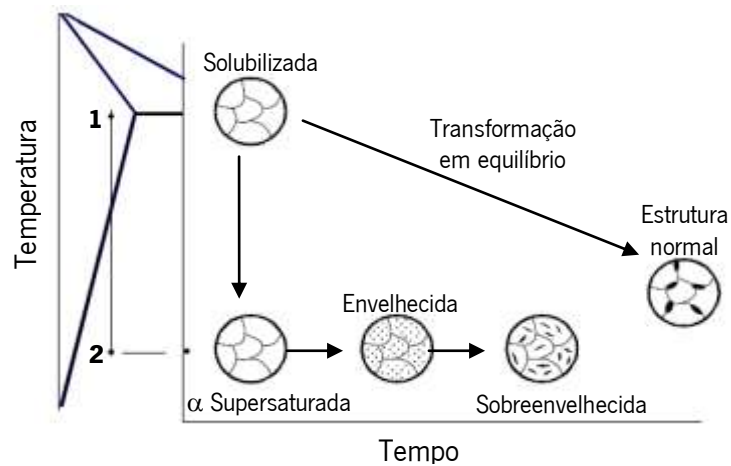 Solubilizada
1
Transformação
em equilíbrio
Temperatura
Estrutura
normal
Envelhecida
2
α Supersaturada
Sobreenvelhecida
Tempo